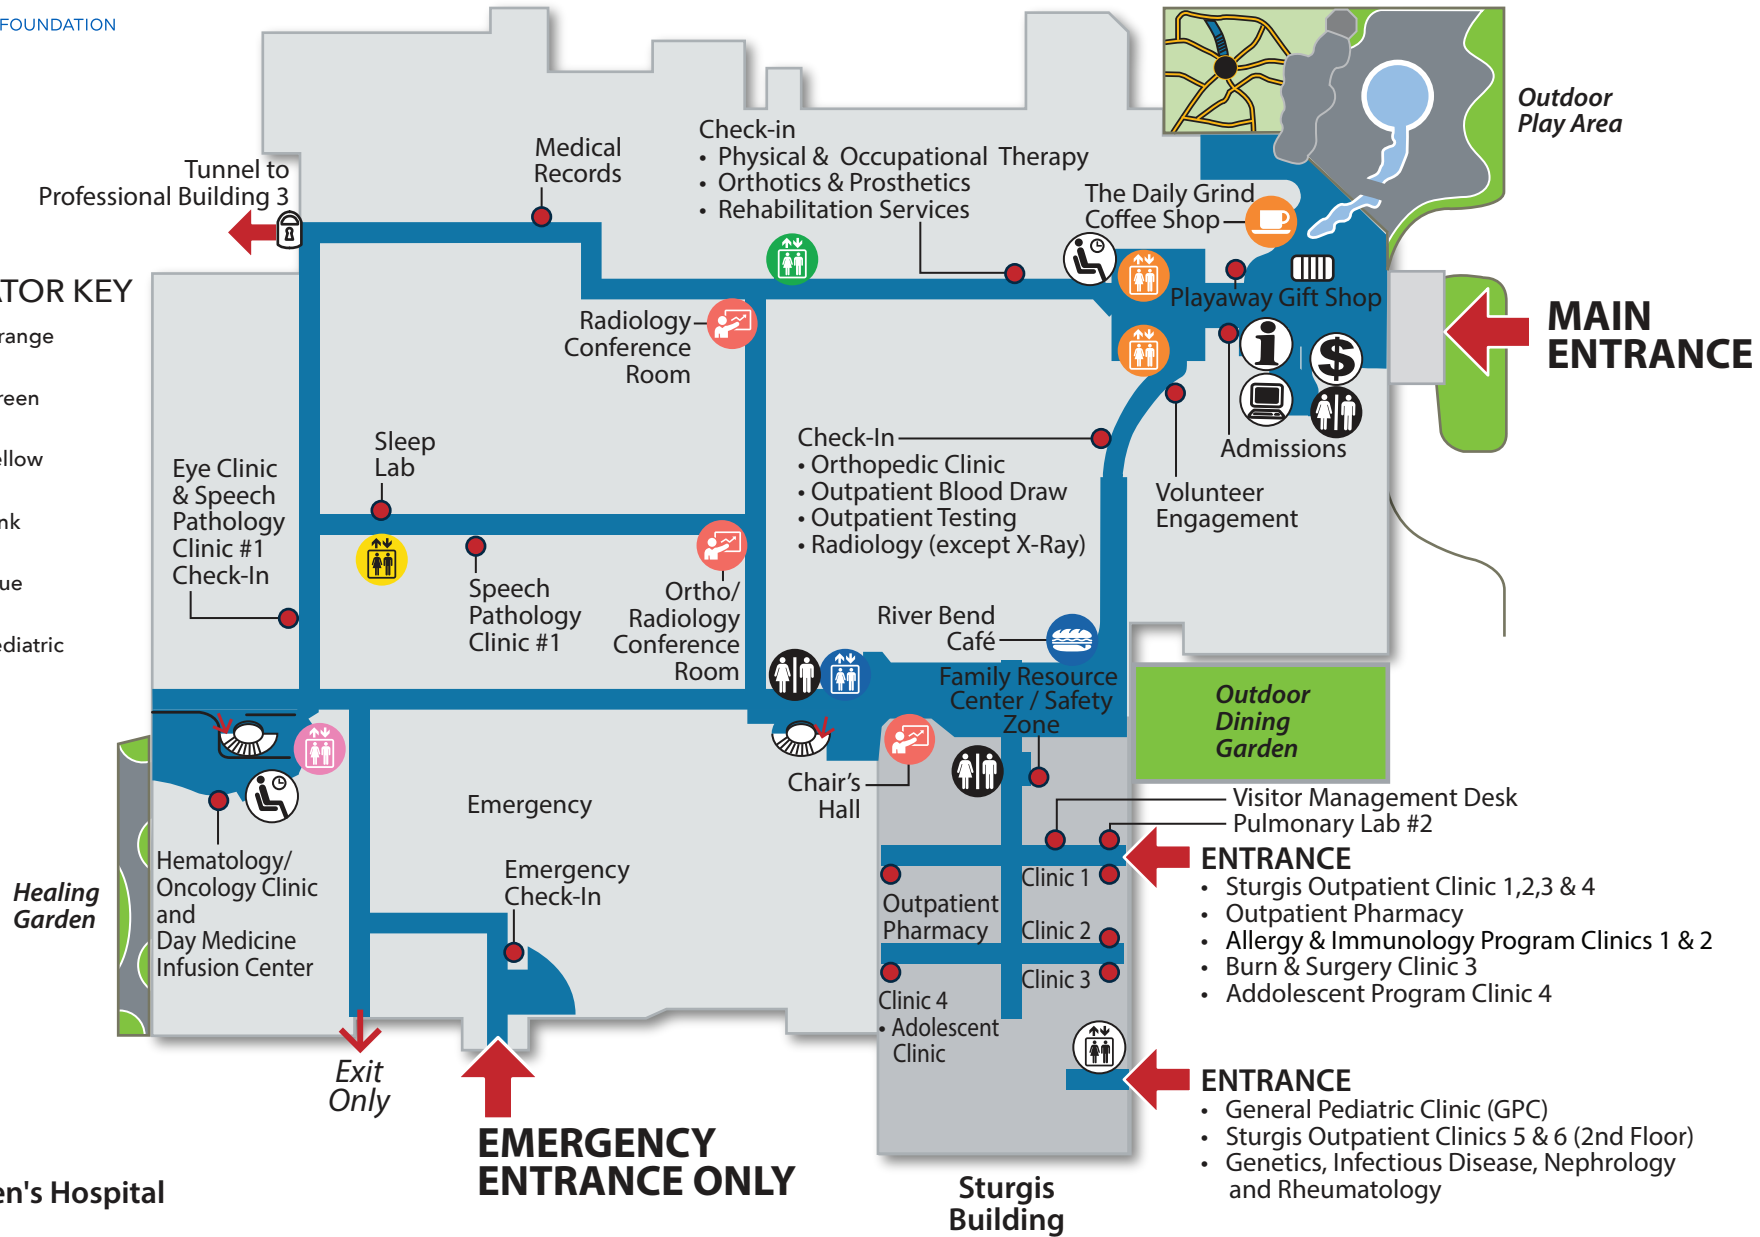 FOUNDATION
Outdoor
Play Area
Medical
Records
Check-in
• Physical & Occupational Therapy
• Orthotics & Prosthetics
• Rehabilitation Services
Tunnel to
Professional Building 3
The Daily Grind
Coffee Shop
Playaway Gift Shop
MAIN
ENTRANCE
Radiology
Conference
Room
i
$
Admissions
Volunteer
Engagement
Check-In
• Orthopedic Clinic
• Outpatient Blood Draw
• Outpatient Testing
• Radiology (except X-Ray)
Sleep
Lab
Eye Clinic
& Speech
Pathology
Clinic #1
Check-In
Speech
Pathology
Clinic #1
Ortho/
Radiology
Conference
Room
River Bend
Café
Family Resource
Center / Safety
Zone
Outdoor
Dining
Garden
Chair's
Hall
Emergency
Emergency
Check-In
Visitor Management Desk
Pulmonary Lab #2
ENTRANCE
• Sturgis Outpatient Clinic 1,2,3 & 4
• Outpatient Pharmacy
• Allergy & Immunology Program Clinics 1 & 2
• Burn & Surgery Clinic 3
• Addolescent Program Clinic 4
Clinic 1
Outpatient
Pharmacy
Clinic 2
Clinic 3
Clinic 4
• Adolescent
Clinic
Hematology/
Oncology Clinic
and
Day Medicine
Infusion Center
Healing
Garden
Exit
Only
EMERGENCY
ENTRANCE ONLY
ENTRANCE
• General Pediatric Clinic (GPC)
• Sturgis Outpatient Clinics 5 & 6 (2nd Floor)
• Genetics, Infectious Disease, Nephrology
and Rheumatology
Sturgis
Building
TOR KEY
range
reen
ellow
nk
ue
ediatric
en's Hospital